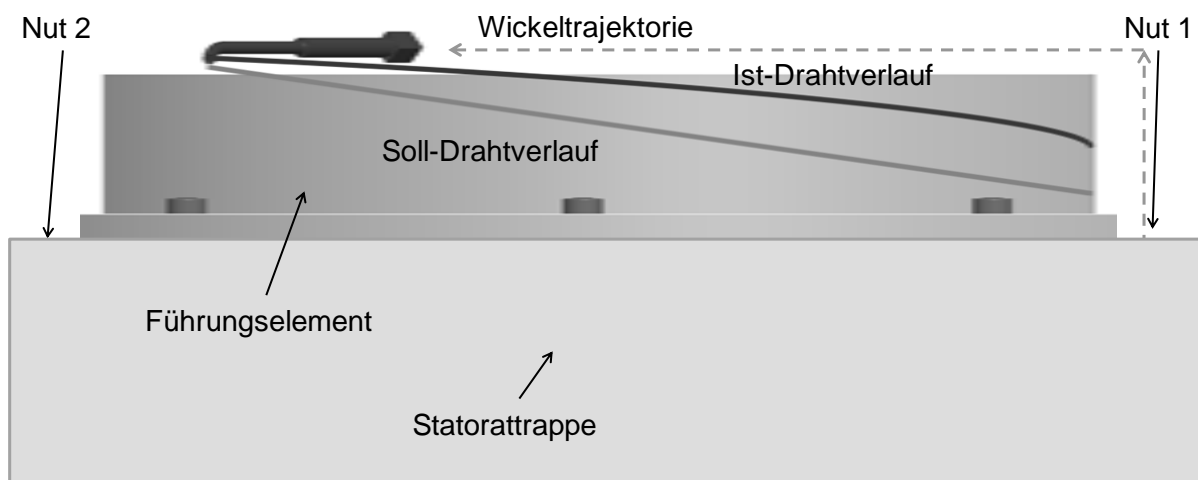 Nut 2
Wickeltrajektorie
Nut 1
Ist-Drahtverlauf
Soll-Drahtverlauf
Führungselement
Statorattrappe